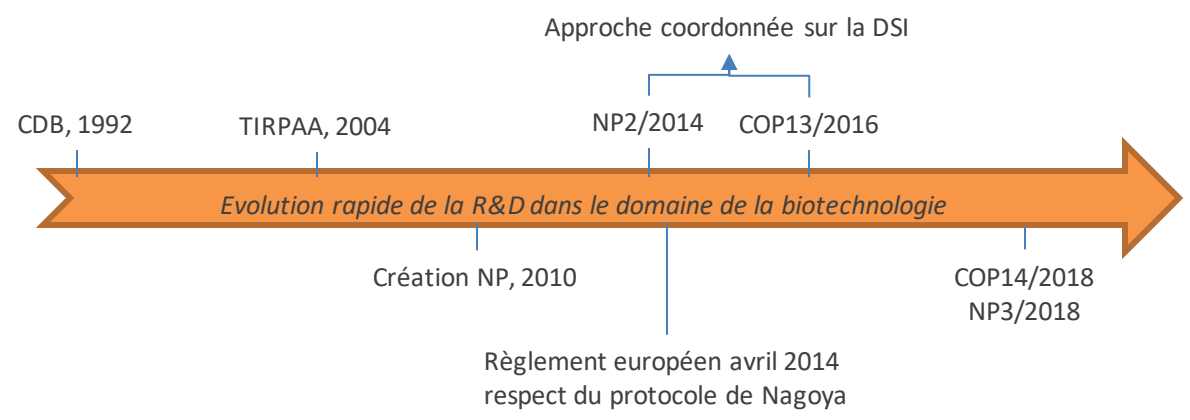 Approche coordonnée sur la DSI
CDB, 1992
TIRPAA, 2004
NP2/2014
COP13/2016
Evolution rapide de la R&D dans le domaine de la biotechnologie
Création NP, 2010
COP14/2018
NP3/2018
Règlement européen avril 2014
respect du protocole de Nagoya